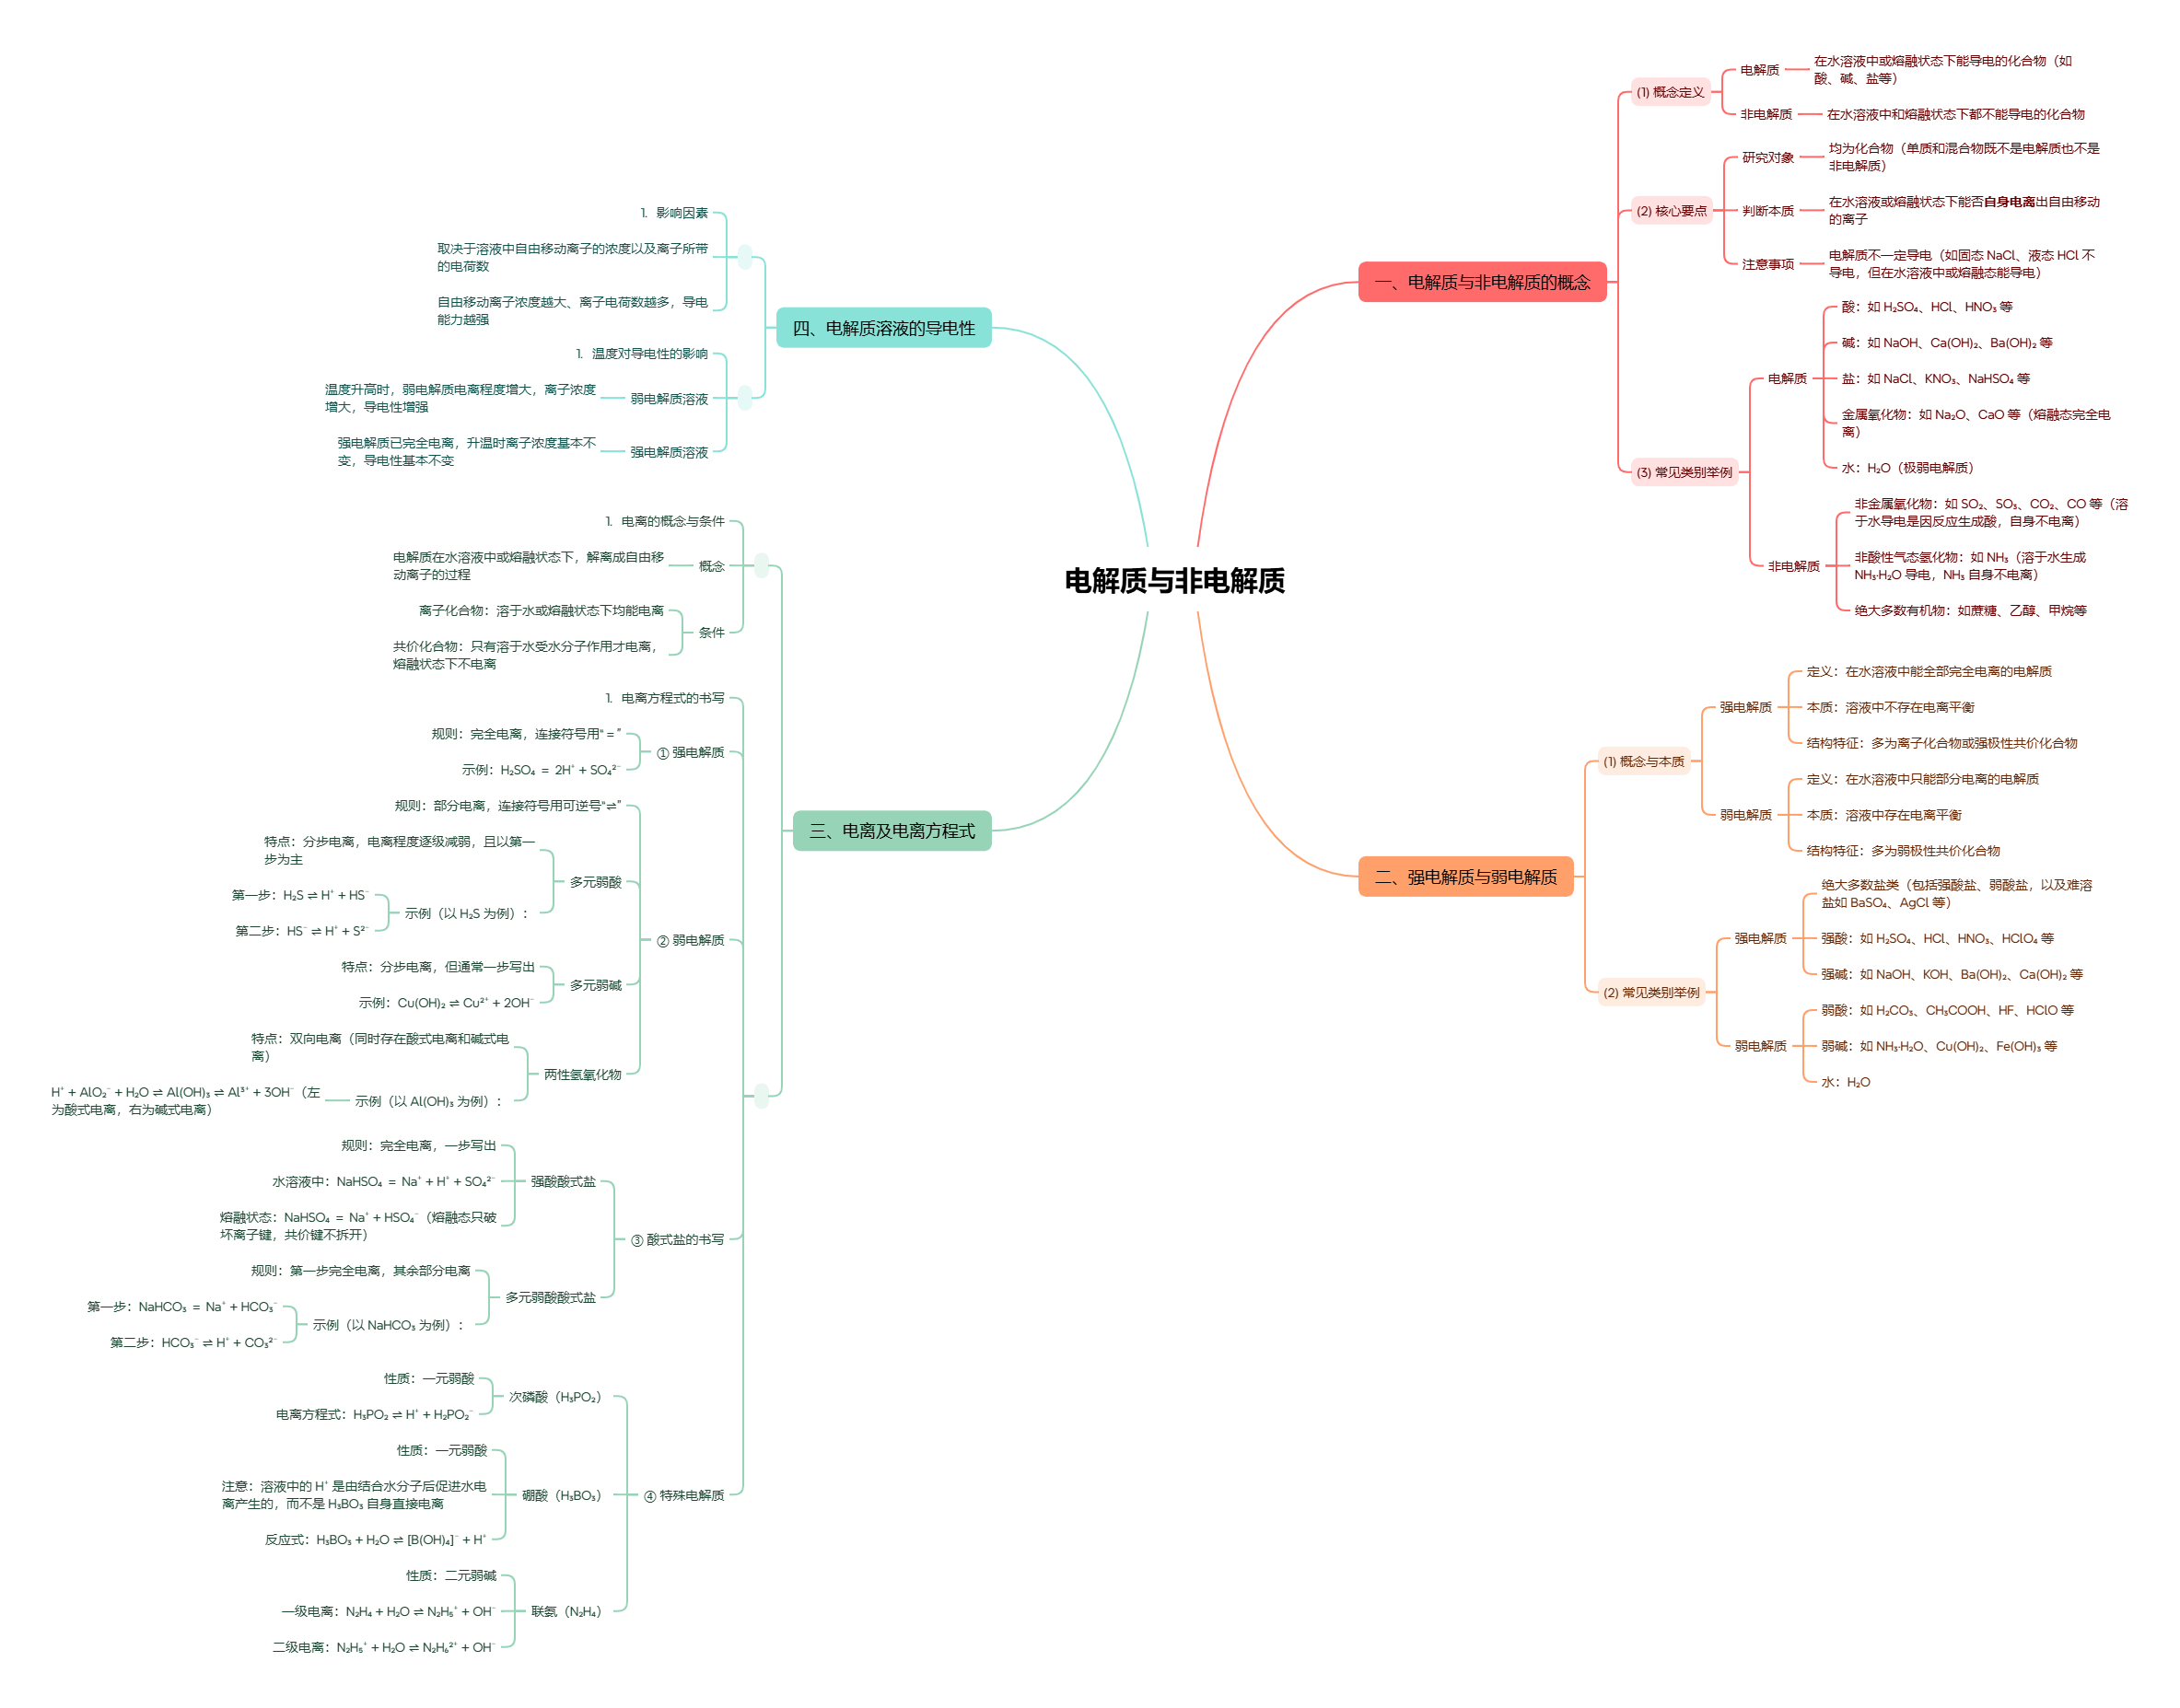 电解质与非电解质
一、电解质与非电解质的概念
(1) 概念定义
电解质
在水溶液中或熔融状态下能导电的化合物（如
酸、碱、盐等）
非电解质
在水溶液中和熔融状态下都不能导电的化合物
(2) 核心要点
研究对象
均为化合物（单质和混合物既不是电解质也不是
非电解质）
判断本质
在水溶液或熔融状态下能否自身电离出自由移动
的离子
注意事项
电解质不一定导电（如固态 NaCl、液态 HCl 不
导电，但在水溶液中或熔融态能导电）
(3) 常见类别举例
电解质
酸：如 H₂SO₄、HCl、HNO₃ 等
碱：如 NaOH、Ca(OH)₂、Ba(OH)₂ 等
盐：如 NaCl、KNO₃、NaHSO₄ 等
金属氧化物：如 Na₂O、CaO 等（熔融态完全电
离）
水：H₂O（极弱电解质）
非电解质
非金属氧化物：如 SO₂、SO₃、CO₂、CO 等（溶
于水导电是因反应生成酸，自身不电离）
非酸性气态氢化物：如 NH₃（溶于水生成
NH₃·H₂O 导电，NH₃ 自身不电离）
绝大多数有机物：如蔗糖、乙醇、甲烷等
二、强电解质与弱电解质
(1) 概念与本质
强电解质
定义：在水溶液中能全部完全电离的电解质
本质：溶液中不存在电离平衡
结构特征：多为离子化合物或强极性共价化合物
弱电解质
定义：在水溶液中只能部分电离的电解质
本质：溶液中存在电离平衡
结构特征：多为弱极性共价化合物
(2) 常见类别举例
强电解质
绝大多数盐类（包括强酸盐、弱酸盐，以及难溶
盐如 BaSO₄、AgCl 等）
强酸：如 H₂SO₄、HCl、HNO₃、HClO₄ 等
强碱：如 NaOH、KOH、Ba(OH)₂、Ca(OH)₂ 等
弱电解质
弱酸：如 H₂CO₃、CH₃COOH、HF、HClO 等
弱碱：如 NH₃·H₂O、Cu(OH)₂、Fe(OH)₃ 等
水：H₂O
三、电离及电离方程式
1. 电离的概念与条件
概念
电解质在水溶液中或熔融状态下，解离成自由移
动离子的过程
条件
离子化合物：溶于水或熔融状态下均能电离
共价化合物：只有溶于水受水分子作用才电离，
熔融状态下不电离
1. 电离方程式的书写
① 强电解质
规则：完全电离，连接符号用“ = ”
示例：H₂SO₄ = 2H⁺ + SO₄²⁻
② 弱电解质
规则：部分电离，连接符号用可逆号“⇌”
多元弱酸
特点：分步电离，电离程度逐级减弱，且以第一
步为主
示例（以 H₂S 为例）：
第一步：H₂S ⇌ H⁺ + HS⁻
第二步：HS⁻ ⇌ H⁺ + S²⁻
多元弱碱
特点：分步电离，但通常一步写出
示例：Cu(OH)₂ ⇌ Cu²⁺ + 2OH⁻
两性氢氧化物
特点：双向电离（同时存在酸式电离和碱式电
离）
示例（以 Al(OH)₃ 为例）：
H⁺ + AlO₂⁻ + H₂O ⇌ Al(OH)₃ ⇌ Al³⁺ + 3OH⁻（左
为酸式电离，右为碱式电离）
③ 酸式盐的书写
强酸酸式盐
规则：完全电离，一步写出
水溶液中：NaHSO₄ = Na⁺ + H⁺ + SO₄²⁻
熔融状态：NaHSO₄ = Na⁺ + HSO₄⁻（熔融态只破
坏离子键，共价键不拆开）
多元弱酸酸式盐
规则：第一步完全电离，其余部分电离
示例（以 NaHCO₃ 为例）：
第一步：NaHCO₃ = Na⁺ + HCO₃⁻
第二步：HCO₃⁻ ⇌ H⁺ + CO₃²⁻
④ 特殊电解质
次磷酸（H₃PO₂）
性质：一元弱酸
电离方程式：H₃PO₂ ⇌ H⁺ + H₂PO₂⁻
硼酸（H₃BO₃）
性质：一元弱酸
注意：溶液中的 H⁺ 是由结合水分子后促进水电
离产生的，而不是 H₃BO₃ 自身直接电离
反应式：H₃BO₃ + H₂O ⇌ [B(OH)₄]⁻ + H⁺
联氨（N₂H₄）
性质：二元弱碱
一级电离：N₂H₄ + H₂O ⇌ N₂H₅⁺ + OH⁻
二级电离：N₂H₅⁺ + H₂O ⇌ N₂H₆²⁺ + OH⁻
四、电解质溶液的导电性
1. 影响因素
取决于溶液中自由移动离子的浓度以及离子所带
的电荷数
自由移动离子浓度越大、离子电荷数越多，导电
能力越强
1. 温度对导电性的影响
弱电解质溶液
温度升高时，弱电解质电离程度增大，离子浓度
增大，导电性增强
强电解质溶液
强电解质已完全电离，升温时离子浓度基本不
变，导电性基本不变